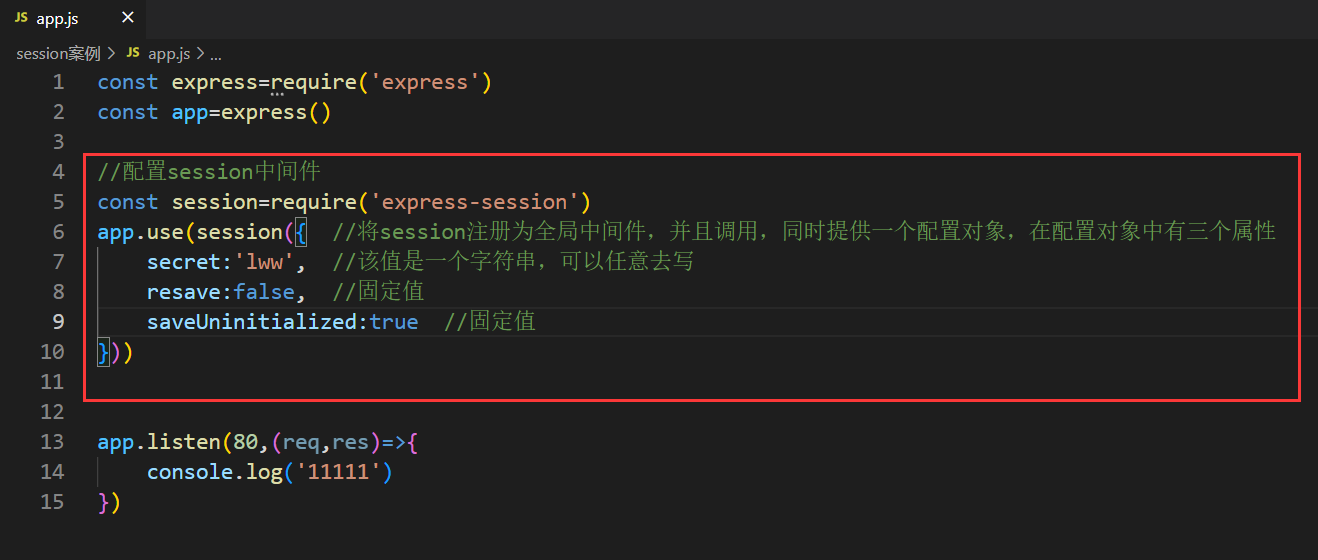 JS app.js ×
session案例 > JS app.js > ...
1 const express=require('express')
2 const app=express()
3
4 //配置session中间件
5 const session=require('express-session')
6 app.use(session({  //将session注册为全局中间件，并且调用，同时提供一个配置对象，在配置对象中有三个属性
7     secret:'lww',  //该值是一个字符串，可以任意去写
8     resave:false,  //固定值
9     saveUninitialized:true  //固定值
10 }))
11
12
13 app.listen(80,(req,res)=>{
14     console.log('11111')
15 })